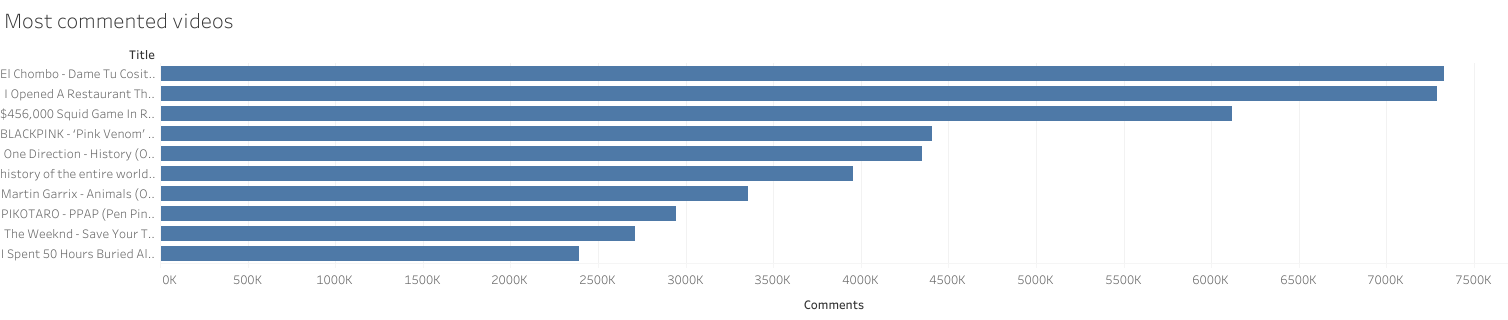 Most commented videos
Title
El Chombo - Dame Tu Cosit..
I Opened A Restaurant Th..
$456,000 Squid Game In R..
BLACKPINK - ‘Pink Venom’ ..
One Direction - History (O..
history of the entire world..
Martin Garrix - Animals (O..
PIKOTARO - PPAP (Pen Pin..
The Weeknd - Save Your T..
I Spent 50 Hours Buried Al..
0K 500K 1000K 1500K 2000K 2500K 3000K 3500K 4000K 4500K 5000K 5500K 6000K 6500K 7000K 7500K
Comments